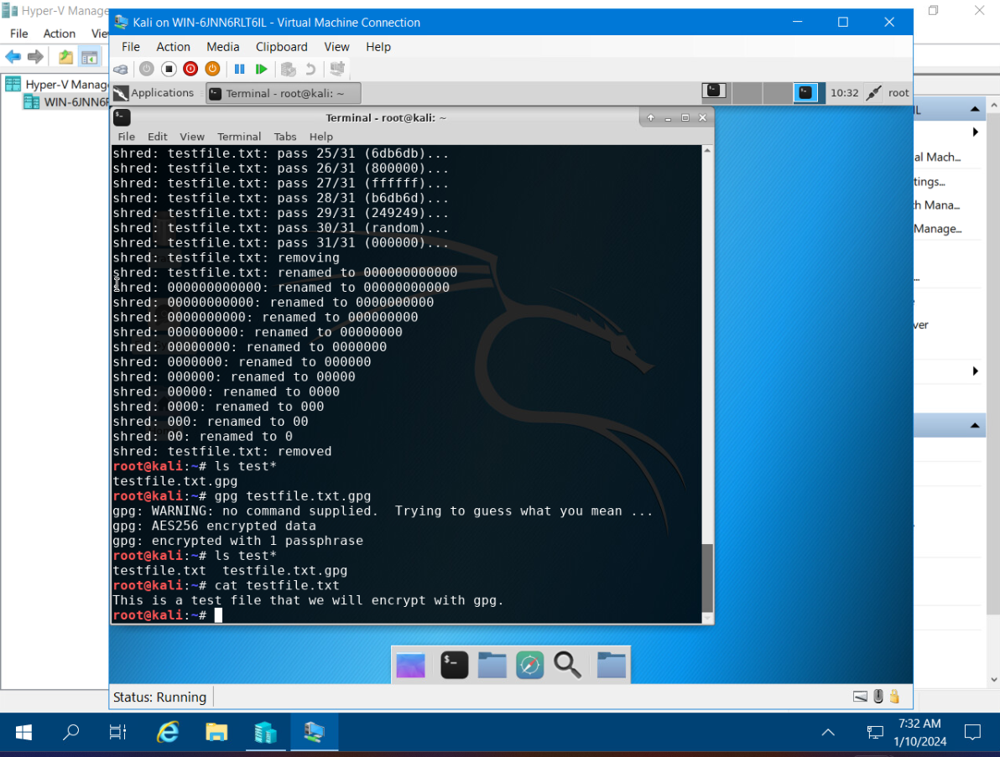 Hyper-V Manag
File Action Vie
Hyper-V Manag
WIN-6JNN6R
Kali on WIN-6JNN6RLT6IL - Virtual Machine Connection
File Action Media Clipboard View Help
Applications Terminal - root@kali: ~ 10:32 root
Terminal - root@kali: ~
File Edit View Terminal Tabs Help
shred: testfile.txt: pass 25/31 (6db6db)...
shred: testfile.txt: pass 26/31 (800000)...
shred: testfile.txt: pass 27/31 (ffffff)...
shred: testfile.txt: pass 28/31 (b6db6d)...
shred: testfile.txt: pass 29/31 (249249)...
shred: testfile.txt: pass 30/31 (random)...
shred: testfile.txt: pass 31/31 (000000)...
shred: testfile.txt: removing
shred: testfile.txt: renamed to 000000000000
shred: 000000000000: renamed to 00000000000
shred: 00000000000: renamed to 0000000000
shred: 0000000000: renamed to 000000000
shred: 000000000: renamed to 00000000
shred: 00000000: renamed to 0000000
shred: 0000000: renamed to 000000
shred: 000000: renamed to 00000
shred: 00000: renamed to 0000
shred: 0000: renamed to 000
shred: 000: renamed to 00
shred: 00: renamed to 0
shred: testfile.txt: removed
root@kali:~# ls test*
testfile.txt.gpg
root@kali:~# gpg testfile.txt.gpg
gpg: WARNING: no command supplied.  Trying to guess what you mean ...
gpg: AES256 encrypted data
gpg: encrypted with 1 passphrase
root@kali:~# ls test*
testfile.txt  testfile.txt.gpg
root@kali:~# cat testfile.txt
This is a test file that we will encrypt with gpg.
root@kali:~#
Status: Running
IL
al Mach...
tings...
h Mana...
Manage...
ver
7:32 AM
1/10/2024